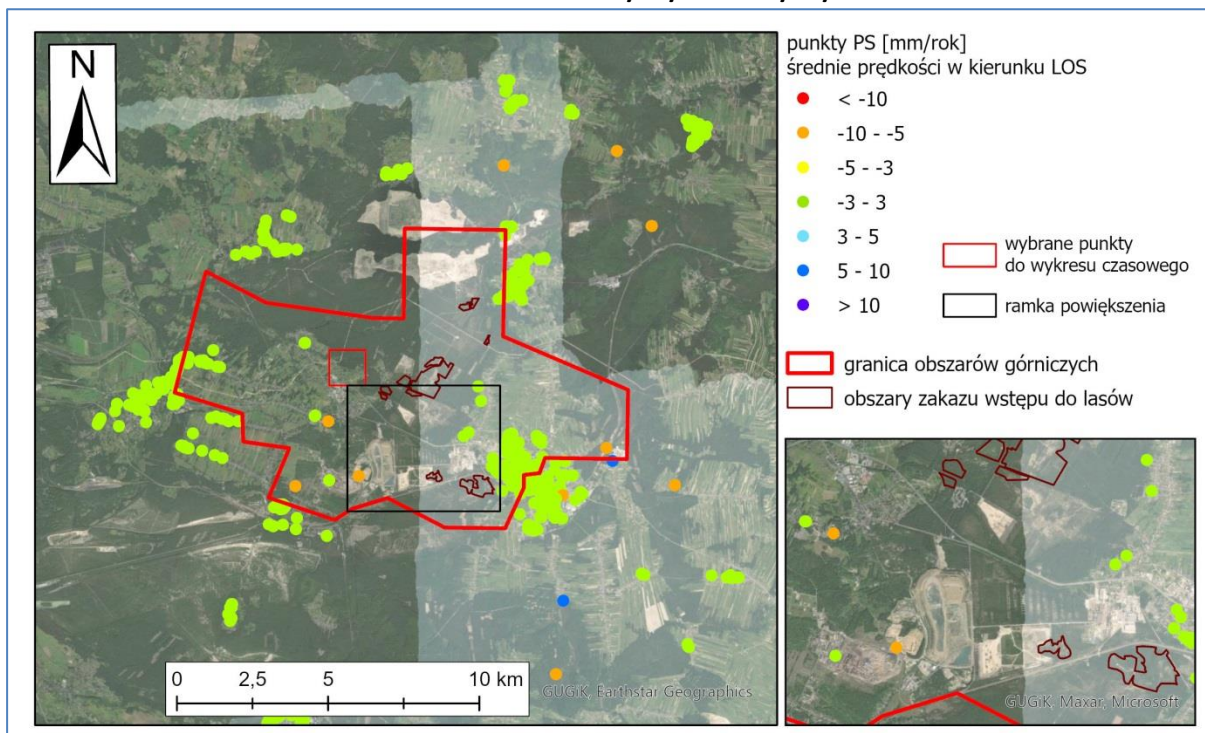 N
punkty PS [mm/rok]
średnie prędkości w kierunku LOS
< -10
-10 - -5
-5 - -3
-3 - 3
3 - 5
5 - 10
> 10
wybrane punkty
do wykresu czasowego
ramka powiększenia
granica obszarów górniczych
obszary zakazu wstępu do lasów
0 2,5 5 10 km
GUGiK, Earthstar Geographics
GUGiK, Maxar, Microsoft